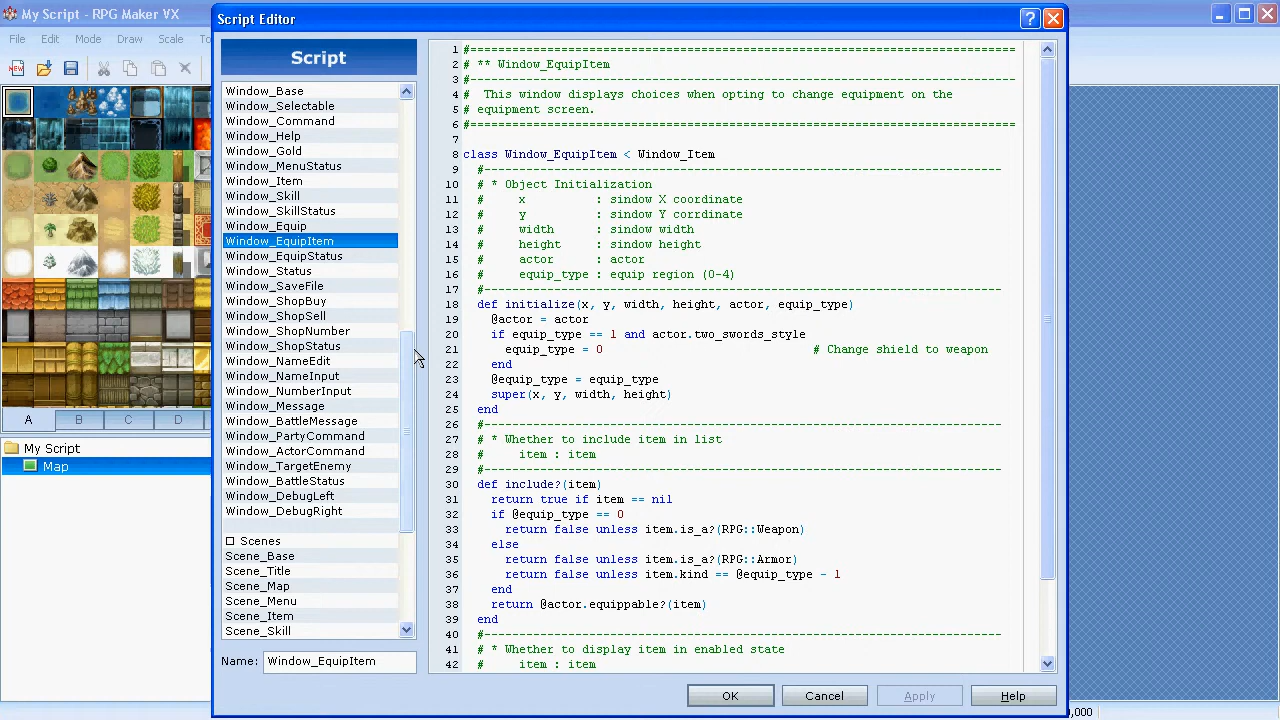 My Script - RPG Maker VX
File Edit Mode Draw Scale To
A B C D
My Script
Map
Script Editor
Script
Window_Base
Window_Selectable
Window_Command
Window_Help
Window_Gold
Window_MenuStatus
Window_Item
Window_Skill
Window_SkillStatus
Window_Equip
Window_EquipItem
Window_EquipStatus
Window_Status
Window_SaveFile
Window_ShopBuy
Window_ShopSell
Window_ShopNumber
Window_ShopStatus
Window_NameEdit
Window_NameInput
Window_NumberInput
Window_Message
Window_BattleMessage
Window_PartyCommand
Window_ActorCommand
Window_TargetEnemy
Window_BattleStatus
Window_DebugLeft
Window_DebugRight
Scenes
Scene_Base
Scene_Title
Scene_Map
Scene_Menu
Scene_Item
Scene_Skill
Name: Window_EquipItem
1 #==============================================================================
2 # ** Window_EquipItem
3 #------------------------------------------------------------------------------
4 #  This window displays choices when opting to change equipment on the
5 # equipment screen.
6 #==============================================================================
7
8 class Window_EquipItem < Window_Item
9   #--------------------------------------------------------------------------
10   # * Object Initialization
11   #     x          : sindow X coordinate
12   #     y          : sindow Y corrdinate
13   #     width      : sindow width
14   #     height     : sindow height
15   #     actor      : actor
16   #     equip_type : equip region (0-4)
17   #--------------------------------------------------------------------------
18   def initialize(x, y, width, height, actor, equip_type)
19     @actor = actor
20     if equip_type == 1 and actor.two_swords_style
21       equip_type = 0                              # Change shield to weapon
22     end
23     @equip_type = equip_type
24     super(x, y, width, height)
25   end
26   #--------------------------------------------------------------------------
27   # * Whether to include item in list
28   #     item : item
29   #--------------------------------------------------------------------------
30   def include?(item)
31     return true if item == nil
32     if @equip_type == 0
33       return false unless item.is_a?(RPG::Weapon)
34     else
35       return false unless item.is_a?(RPG::Armor)
36       return false unless item.kind == @equip_type - 1
37     end
38     return @actor.equippable?(item)
39   end
40   #--------------------------------------------------------------------------
41   # * Whether to display item in enabled state
42   #     item : item
OK Cancel Apply Help
,000